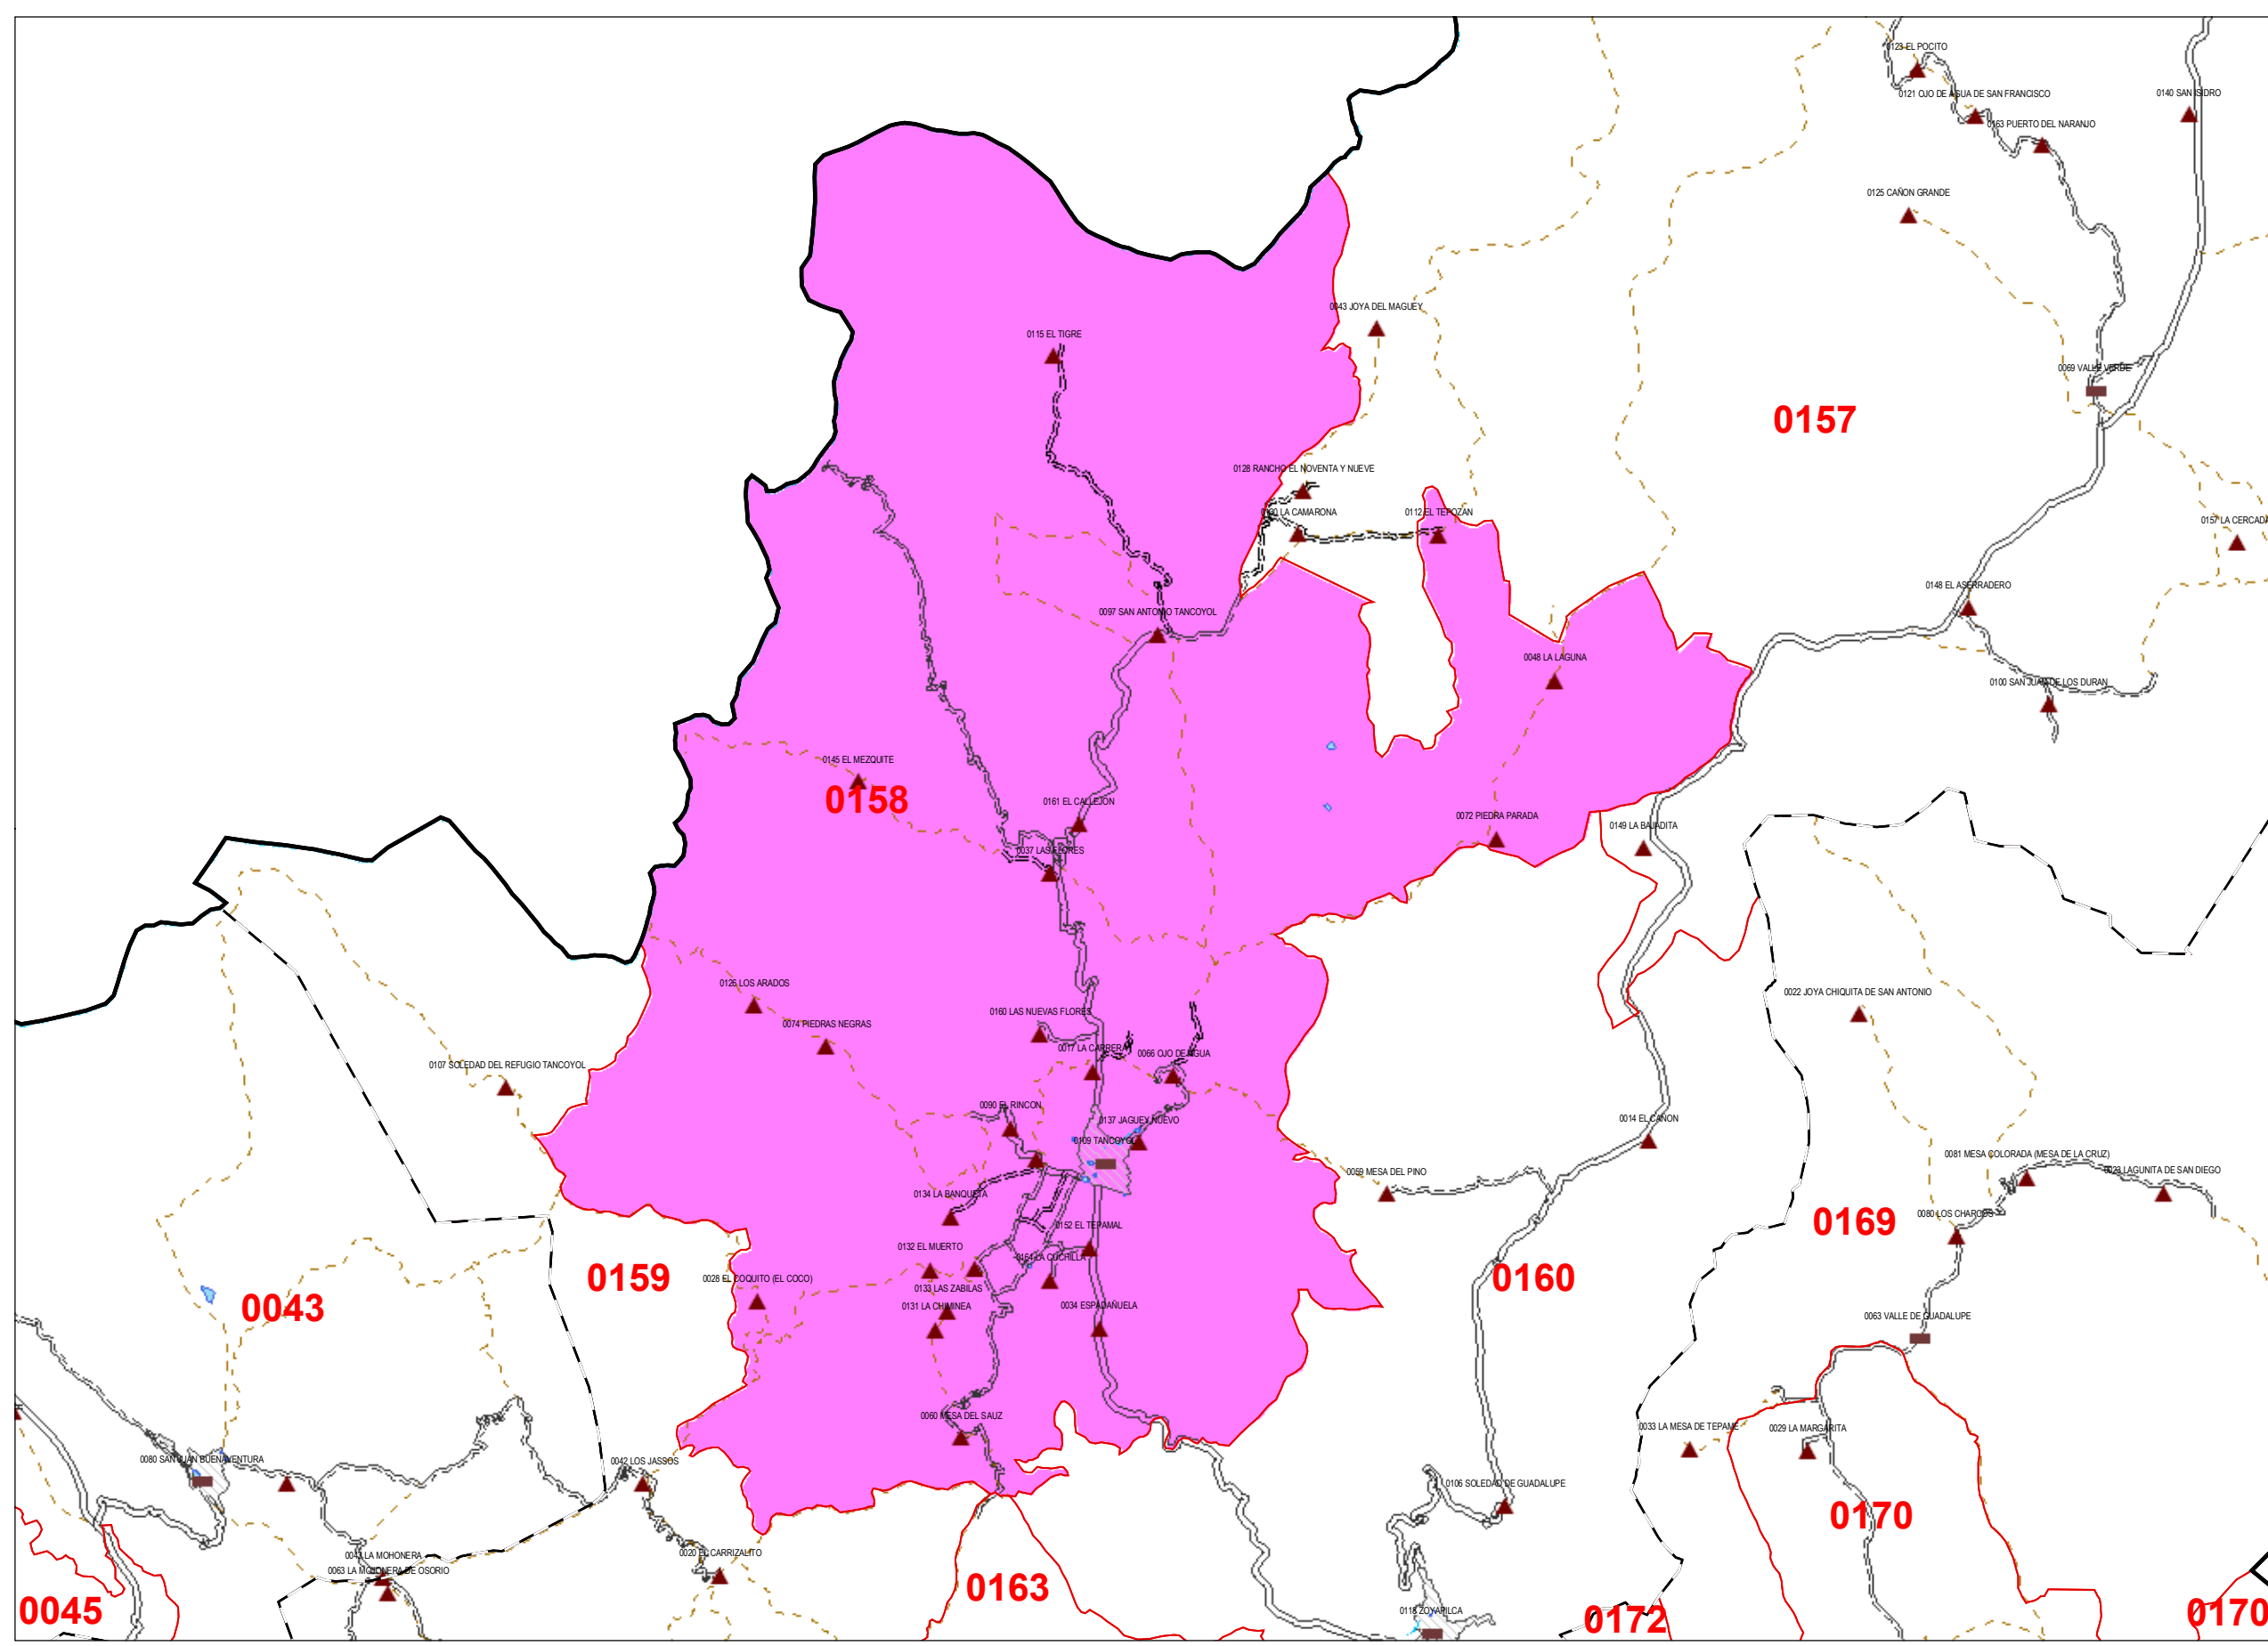 0123 EL POCITO
0121 OJO DE AGUA DE SAN FRANCISCO
0140 SAN ISIDRO
0163 PUERTO DEL NARANJO
0125 CAÑON GRANDE
0043 JOYA DEL MAGUEY
0115 EL TIGRE
0069 VALLE VERDE
0157
0128 RANCHO EL NOVENTA Y NUEVE
LA CAMARONA
0112 EL TEPOZAN
0157 LA CERCADA
0148 EL ASERRADERO
0097 SAN ANTONIO TANCOYOL
0048 LA LAGUNA
0100 SAN JUAN DE LOS DURAN
0145 EL MEZQUITE
0158
0161 EL CALLEJON
0072 PIEDRA PARADA
0149 LA BAJADITA
0037 LAS FLORES
0126 LOS ARADOS
0022 JOYA CHIQUITA DE SAN ANTONIO
0160 LAS NUEVAS FLORES
0074 PIEDRAS NEGRAS
0017 LA CARRERA
0066 OJO DE AGUA
0107 SOLEDAD DEL REFUGIO TANCOYOL
0090 EL RINCON
0137 JAGUEY NUEVO
0014 EL CAÑON
0109 TANCOYOL
0081 MESA COLORADA (MESA DE LA CRUZ)
0059 MESA DEL PINO
LAGUNITA DE SAN DIEGO
0134 LA BANQUETA
0080 LOS CHARCOS
0169
0152 EL TEPAMAL
0132 EL MUERTO
0164 LA CUCHILLA
0159
0028 EL COQUITO (EL COCO)
0160
0133 LAS ZABILAS
0043
0131 LA CHIMINEA
0034 ESPADAÑUELA
0063 VALLE DE GUADALUPE
0060 MESA DEL SAUZ
0033 LA MESA DE TEPAME
0029 LA MARGARITA
0080 SAN JUAN BUENAVENTURA
0042 LOS JASSOS
0106 SOLEDAD DE GUADALUPE
0170
LA MOHONERA
0020 EL CARRIZALITO
0063 LA MOHONERA DE OSORIO
0163
0045
0118 ZOYAPILCA
0172
0170